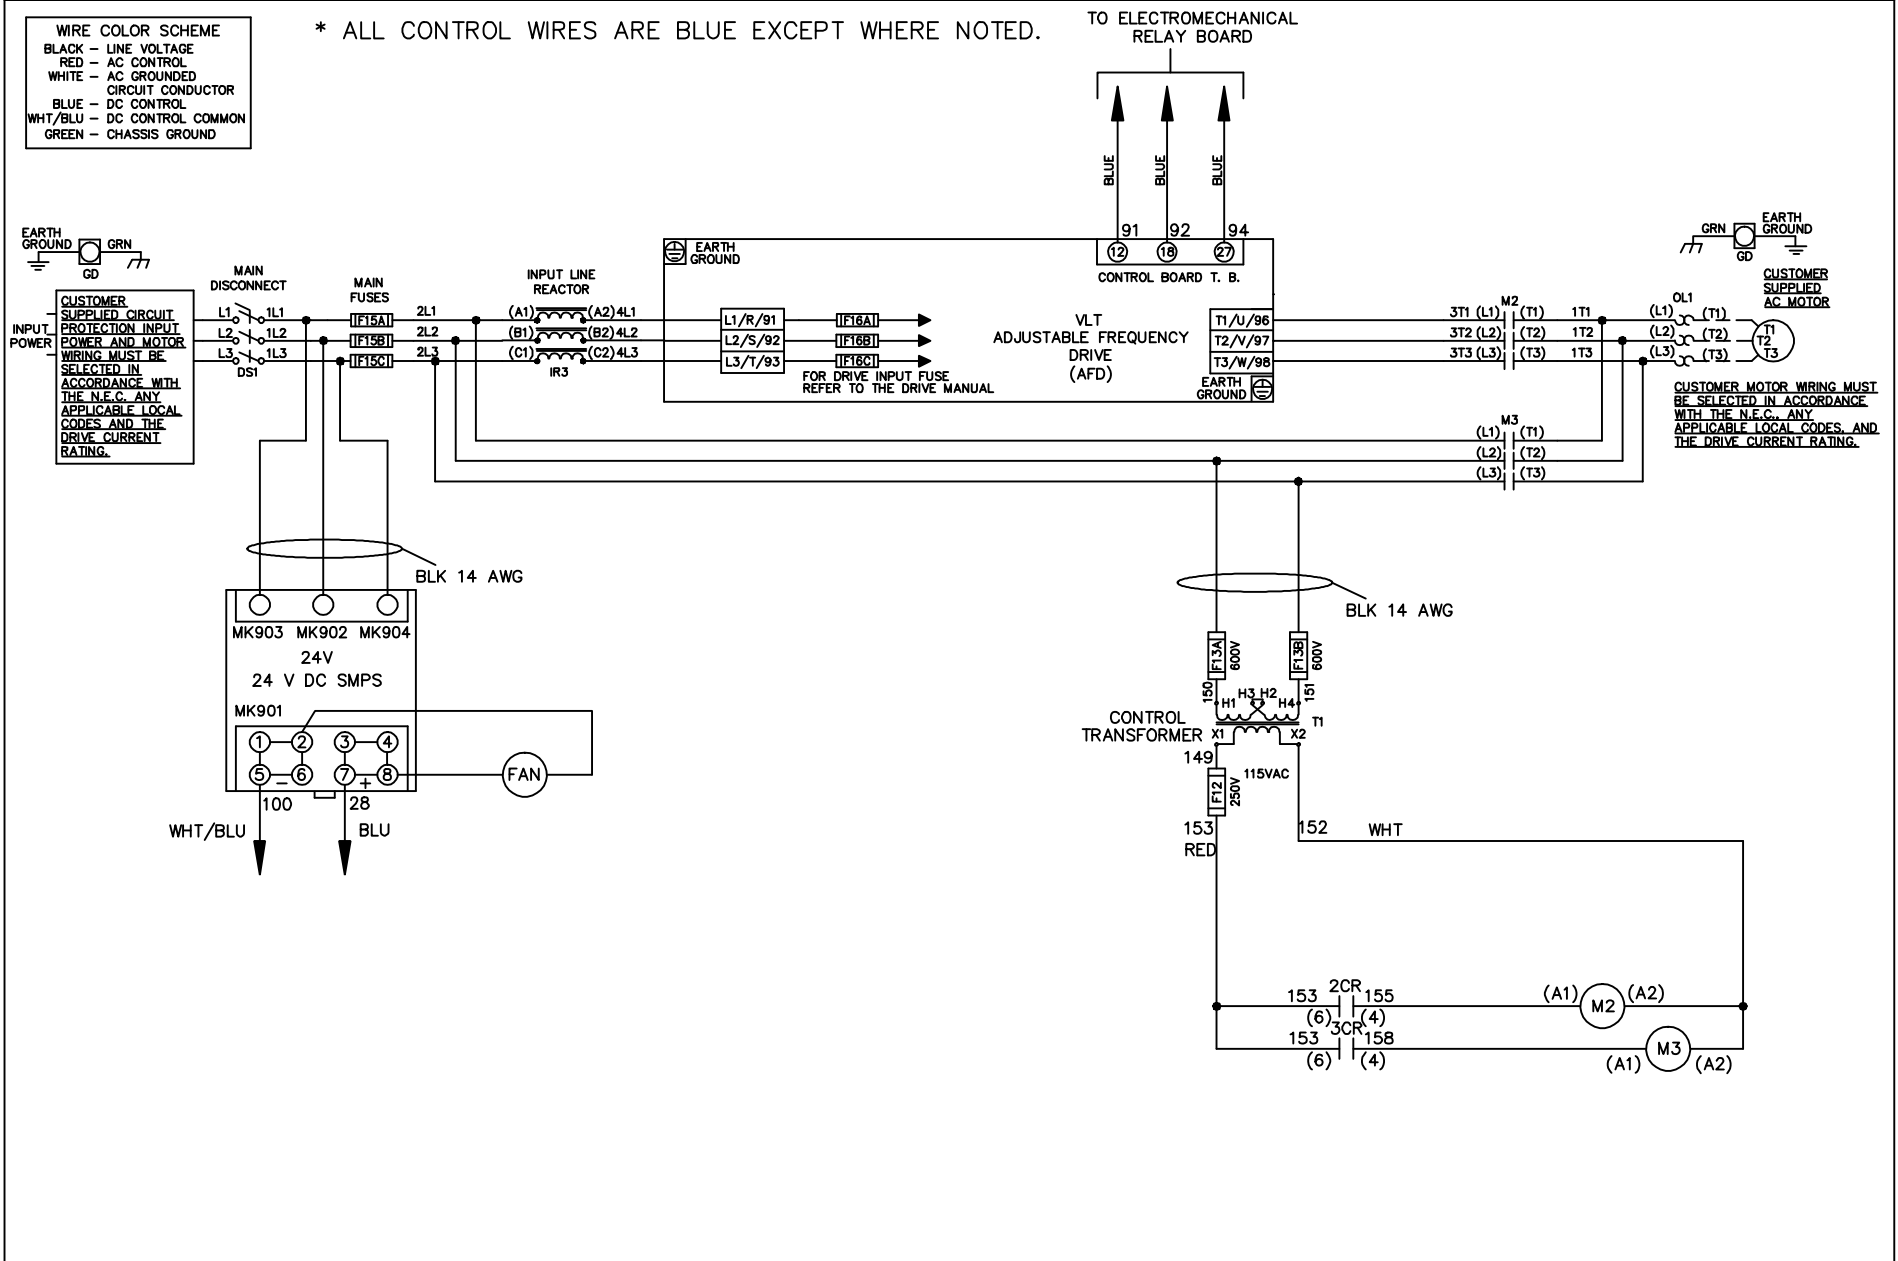 WIRE COLOR SCHEME
BLACK – LINE VOLTAGE
RED – AC CONTROL
WHITE – AC GROUNDED
CIRCUIT CONDUCTOR
BLUE – DC CONTROL
WHT/BLU – DC CONTROL COMMON
GREEN – CHASSIS GROUND
* ALL CONTROL WIRES ARE BLUE EXCEPT WHERE NOTED.
TO ELECTROMECHANICAL
RELAY BOARD
BLUE
BLUE
BLUE
91 92 94
12 18 27
CONTROL BOARD T. B.
EARTH
GROUND
GRN
GD
CUSTOMER
SUPPLIED CIRCUIT
PROTECTION INPUT
POWER AND MOTOR
WIRING MUST BE
SELECTED IN
ACCORDANCE WITH
THE N.E.C. ANY
APPLICABLE LOCAL
CODES AND THE
DRIVE CURRENT
RATING.
INPUT
POWER
MAIN
DISCONNECT
L1 1L1
L2 1L2
L3 1L3
DS1
MAIN
FUSES
F15A
F15B
F15C
2L1
2L2
2L3
INPUT LINE
REACTOR
(A1) (A2) 4L1
(B1) (B2) 4L2
(C1) (C2) 4L3
IR3
EARTH
GROUND
L1/R/91
L2/S/92
L3/T/93
F16A
F16B
F16C
FOR DRIVE INPUT FUSE
REFER TO THE DRIVE MANUAL
VLT
ADJUSTABLE FREQUENCY
DRIVE
(AFD)
T1/U/96
T2/V/97
T3/W/98
EARTH
GROUND
M2
3T1 (L1) (T1) 1T1
3T2 (L2) (T2) 1T2
3T3 (L3) (T3) 1T3
M3
(L1) (T1)
(L2) (T2)
(L3) (T3)
OL1
(L1) (T1)
(L2) (T2)
(L3) (T3)
T1
T2
T3
GRN
GD
EARTH
GROUND
CUSTOMER
SUPPLIED
AC MOTOR
CUSTOMER MOTOR WIRING MUST
BE SELECTED IN ACCORDANCE
WITH THE N.E.C., ANY
APPLICABLE LOCAL CODES, AND
THE DRIVE CURRENT RATING.
BLK 14 AWG
MK903 MK902 MK904
24V
24 V DC SMPS
MK901
1 2 3 4
5 – 6 7 + 8
FAN
100 28
WHT/BLU BLU
BLK 14 AWG
F13A 600V
F13B 600V
150 151
H1 H3 H2 H4
T1
CONTROL
TRANSFORMER
X1 X2
149
115VAC
F12 250V
153
RED
152 WHT
153 2CR 155 (A1) M2 (A2)
(6) (4)
153 3CR 158 M3
(6) (4) (A1) (A2)